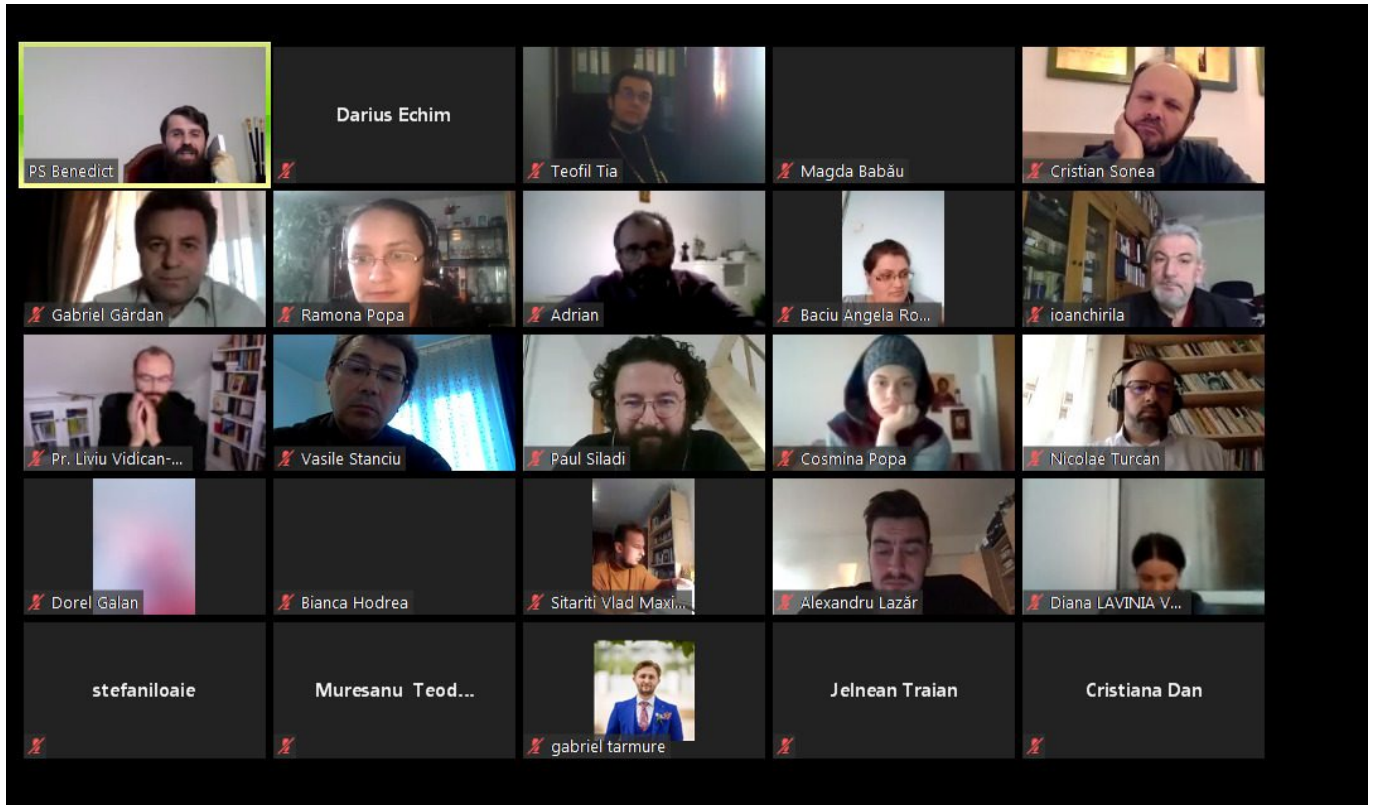 PS Benedict
Darius Echim
Teofil Tia
Magda Babău
Cristian Sonea
Gabriel Gârdan
Ramona Popa
Adrian
Baciu Angela Ro...
ioanchirila
Pr. Liviu Vidican-...
Vasile Stanciu
Paul Siladi
Cosmina Popa
Nicolae Turcan
Dorel Galan
Bianca Hodrea
Sitariti Vlad Maxi...
Alexandru Lazăr
Diana LAVINIA V...
stefaniloaie
Muresanu Teod...
gabriel tarmure
Jelnean Traian
Cristiana Dan